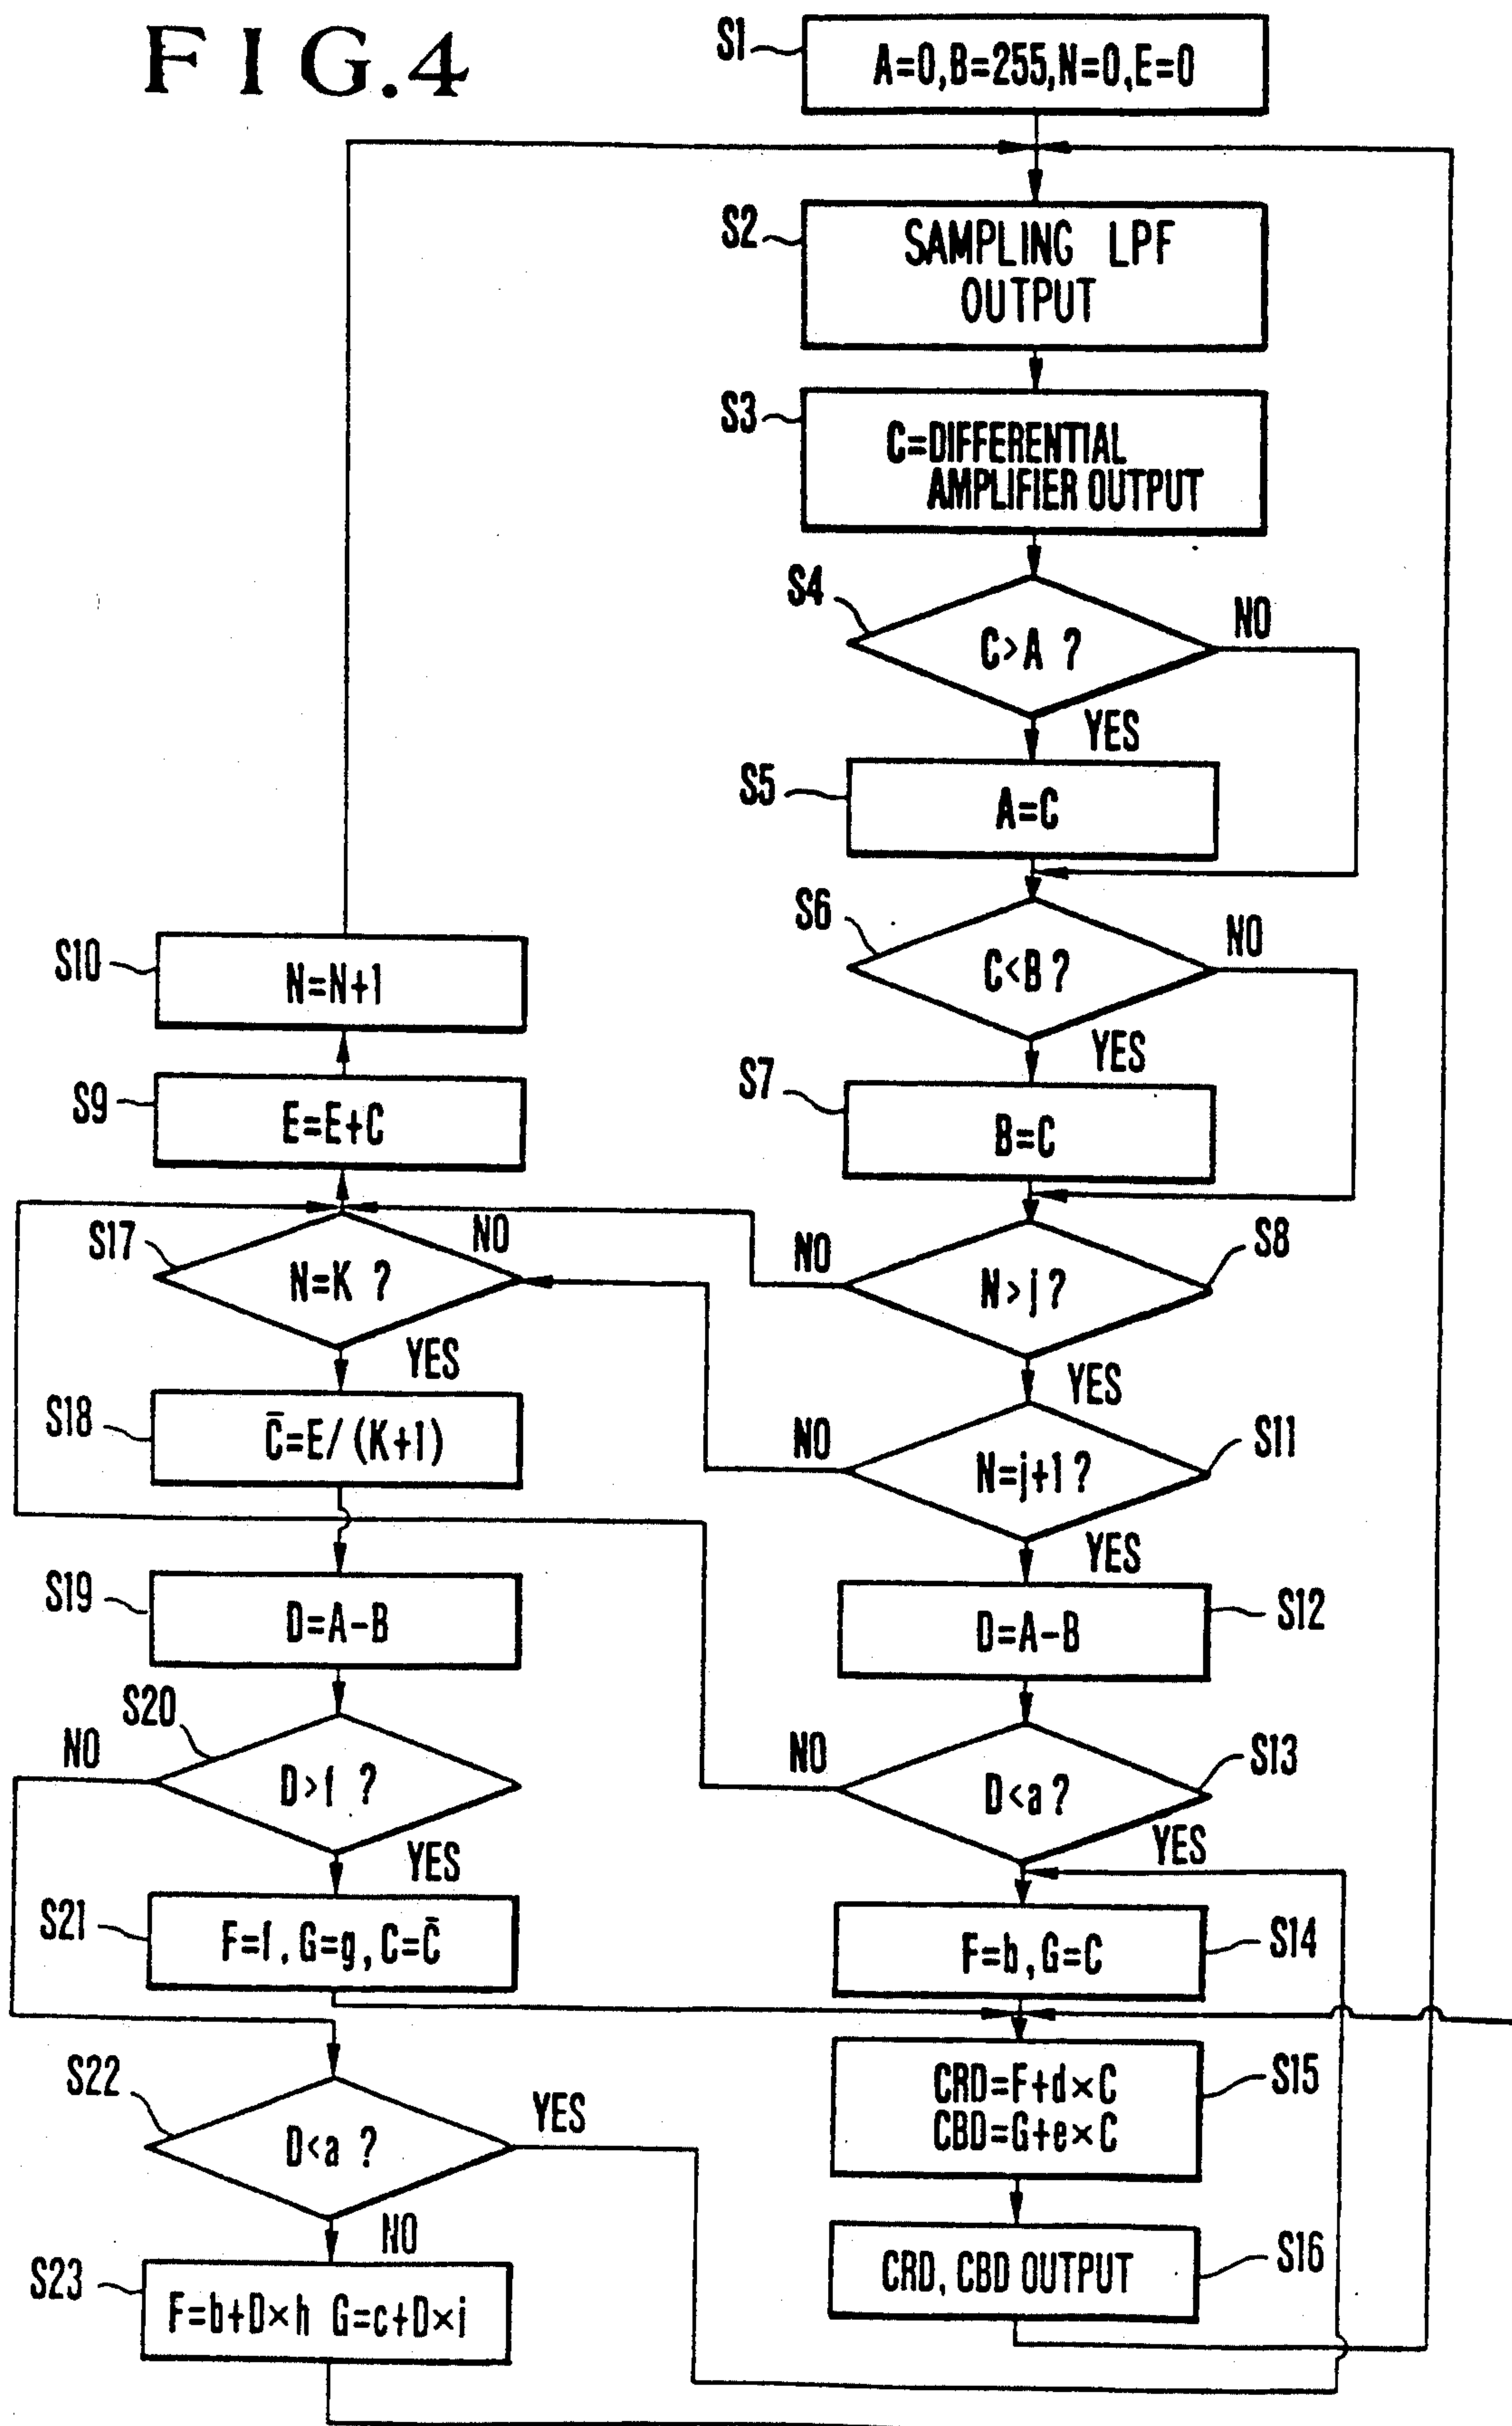 FIG.4
S1
A=0,B=255,N=0,E=0
S2
SAMPLING LPF
OUTPUT
S3
C=DIFFERENTIAL
AMPLIFIER OUTPUT
S4
C>A ?
NO
YES
S5
A=C
S6
C<B?
NO
YES
S7
B=C
S10
N=N+1
S9
E=E+C
S17
N=K ?
NO
YES
S8
N>j?
NO
YES
S18
C̄=E/(K+1)
S11
N=j+1?
NO
YES
S19
D=A-B
S12
D=A-B
S20
NO
D>f ?
YES
S13
NO
D<a?
YES
S21
F=f, G=g, C=C̄
S14
F=b, G=C
S22
D<a ?
YES
NO
S15
CRD=F+d×C
CBD=G+e×C
S23
F=b+D×h G=c+D×i
S16
CRD, CBD OUTPUT